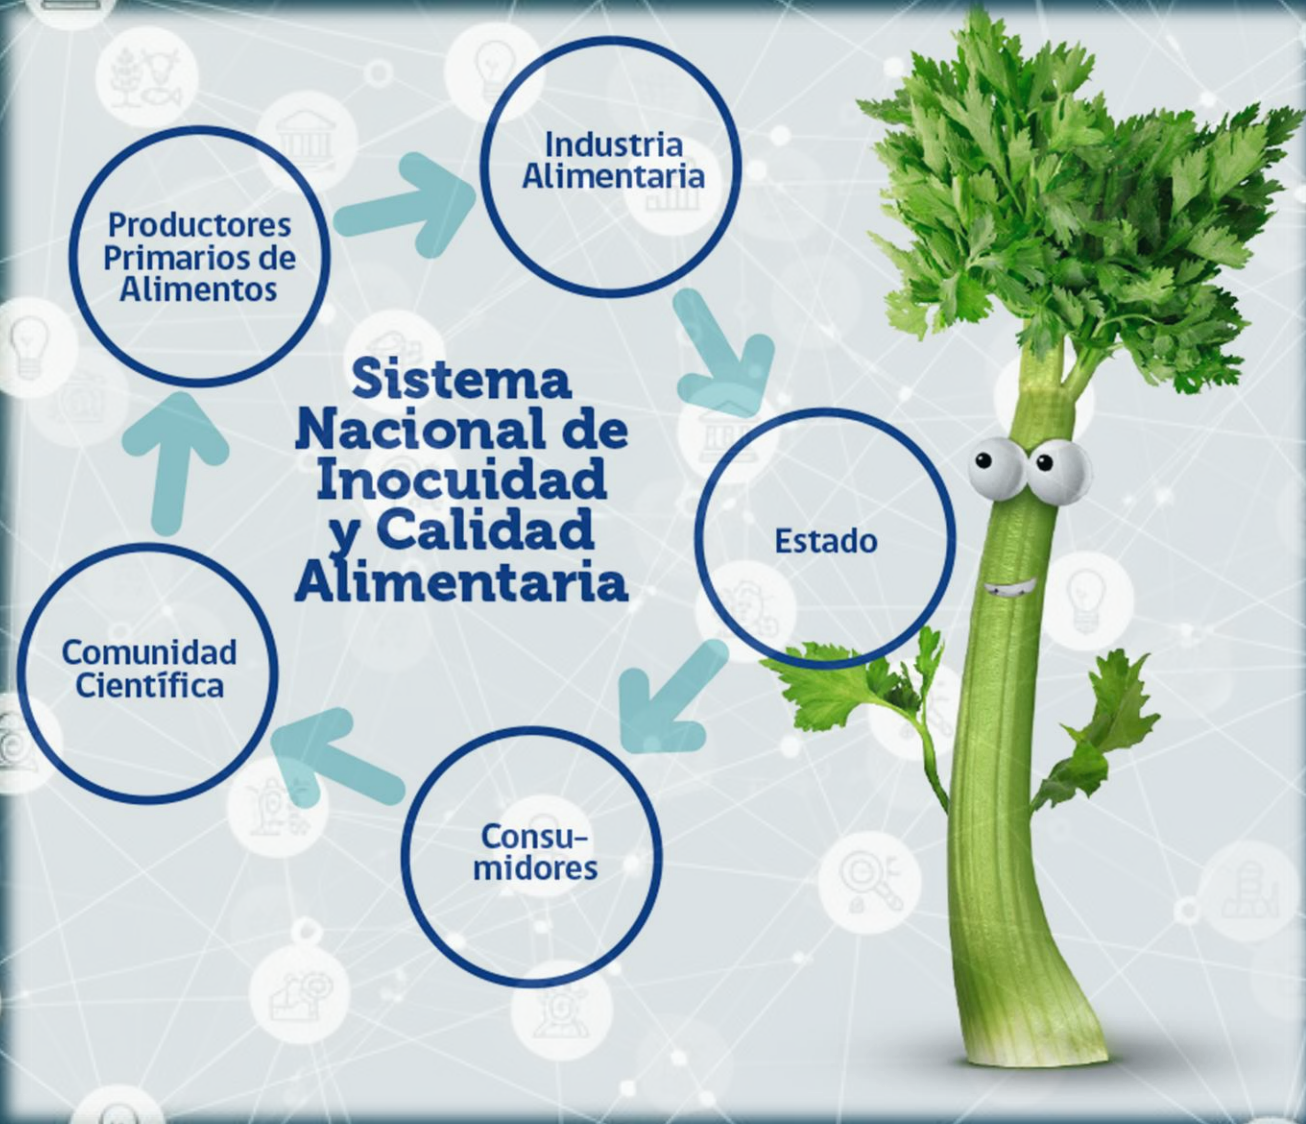 Industria
Alimentaria
Productores
Primarios de
Alimentos
Sistema
Nacional de
Inocuidad
y Calidad
Alimentaria
Estado
Comunidad
Científica
Consu-
midores